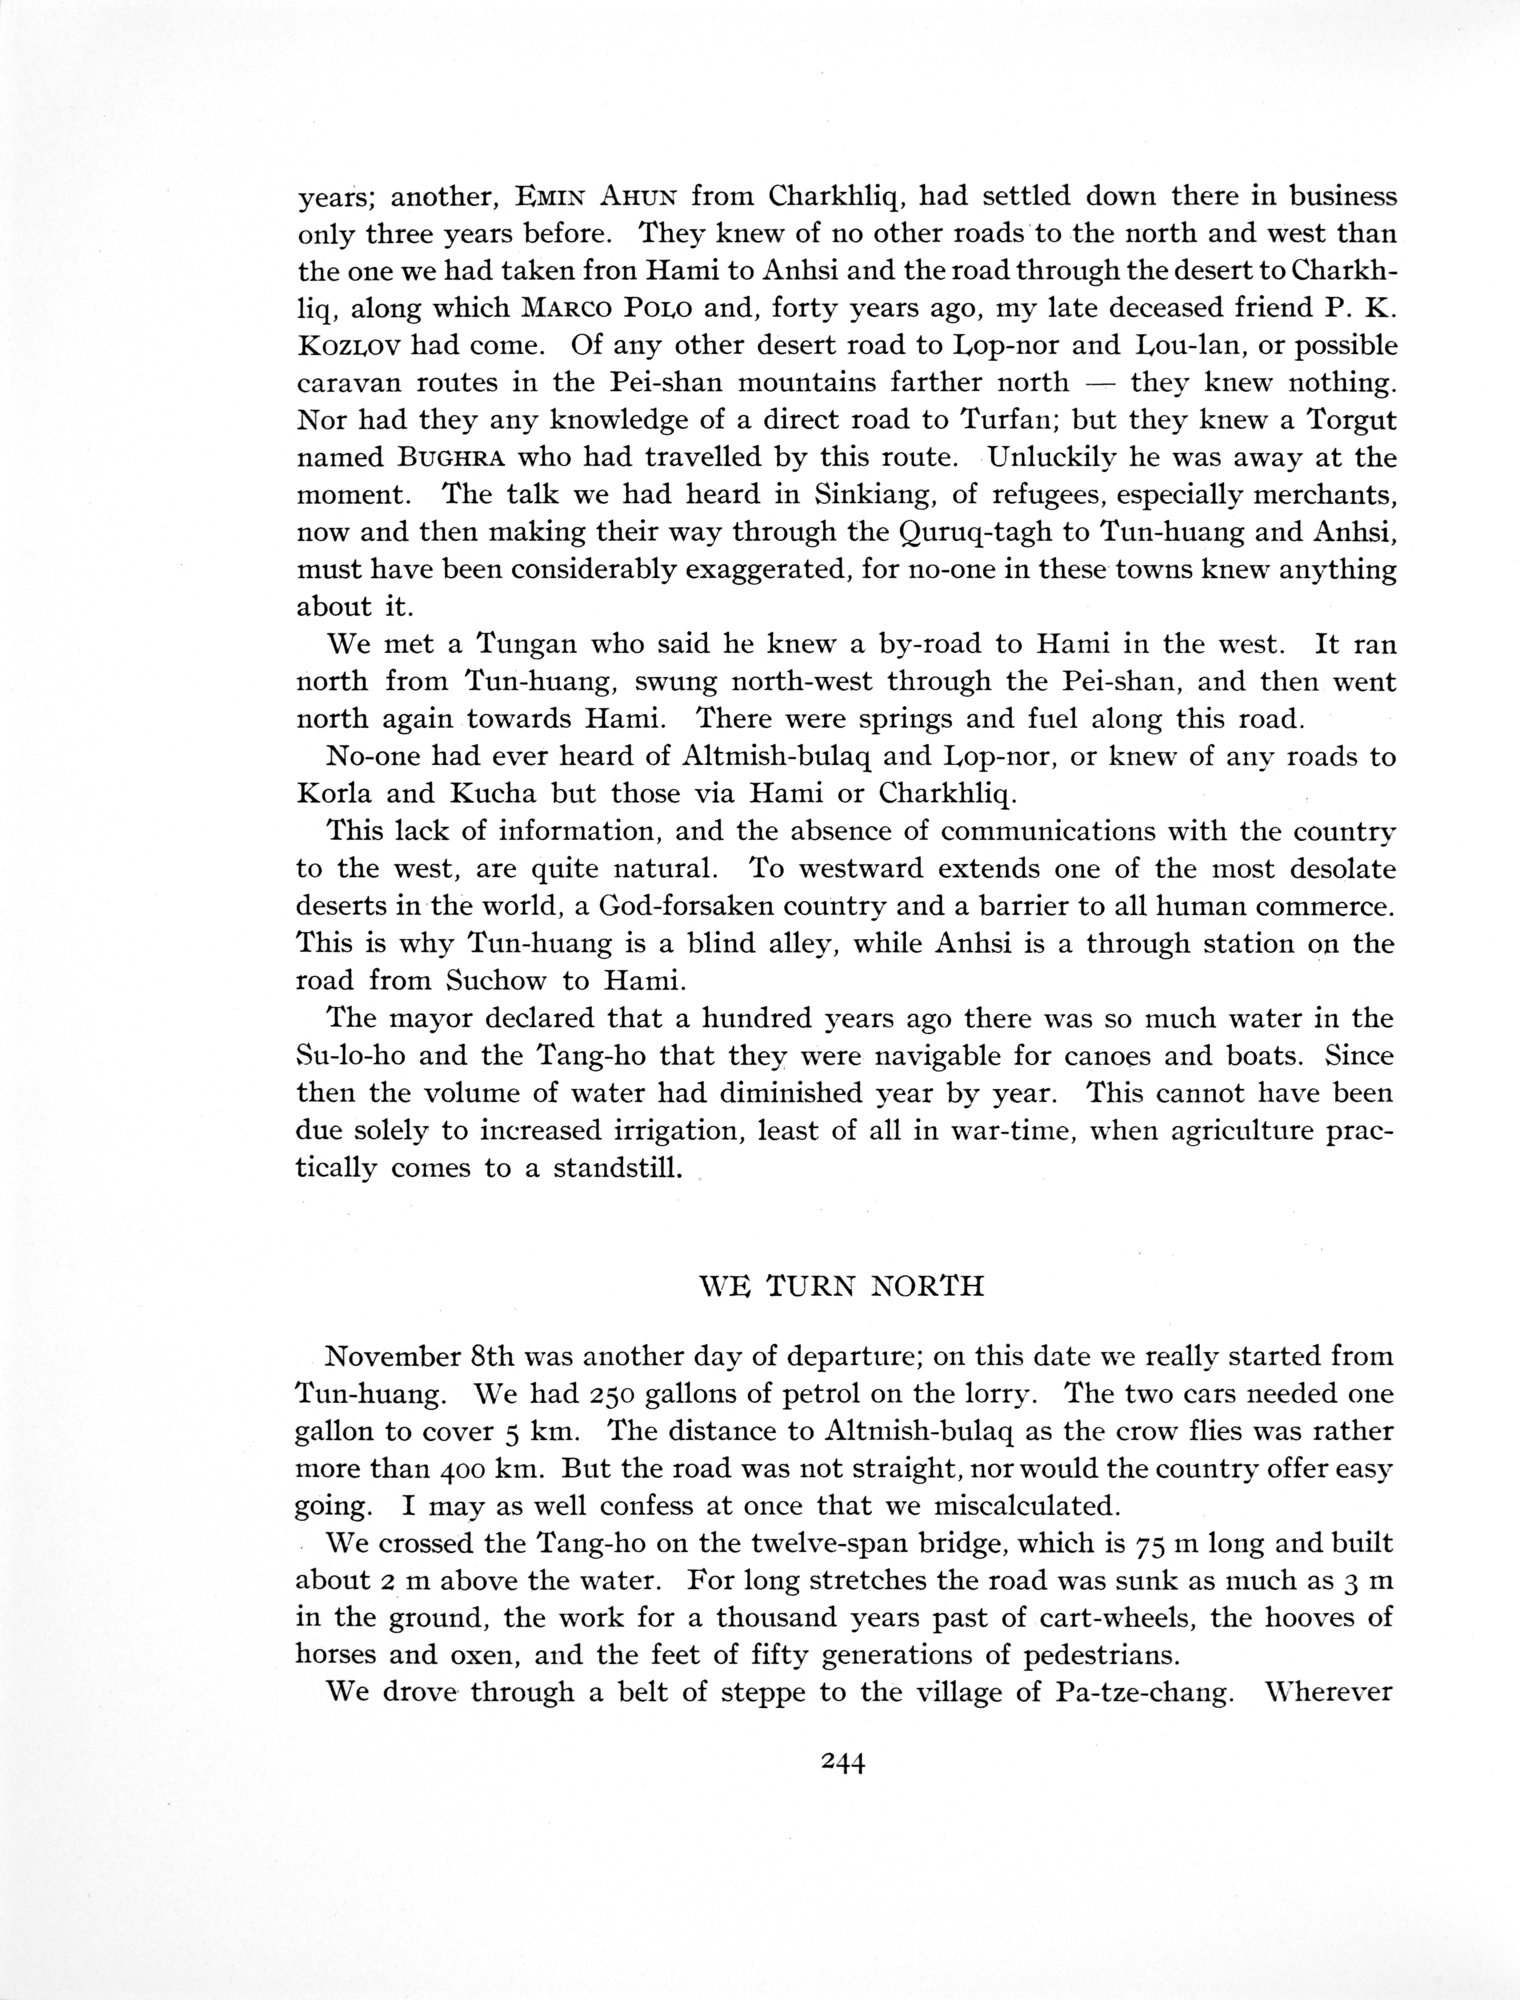 years; another, EMIN AHUN from Charkhliq, had settled down there in business
only three years before. They knew of no other roads to the north and west than
the one we had taken fron Hami to Anhsi and the road through the desert to Charkh-
liq, along which MARCO POLO and, forty years ago, my late deceased friend P. K.
KOZLOV had come. Of any other desert road to Lop-nor and Lou-lan, or possible
caravan routes in the Pei-shan mountains farther north — they knew nothing.
Nor had they any knowledge of a direct road to Turfan; but they knew a Torgut
named BUGHRA who had travelled by this route. Unluckily he was away at the
moment. The talk we had heard in Sinkiang, of refugees, especially merchants,
now and then making their way through the Quruq-tagh to Tun-huang and Anhsi,
must have been considerably exaggerated, for no-one in these towns knew anything
about it.
We met a Tungan who said he knew a by-road to Hami in the west. It ran
north from Tun-huang, swung north-west through the Pei-shan, and then went
north again towards Hami. There were springs and fuel along this road.
No-one had ever heard of Altmish-bulaq and Lop-nor, or knew of any roads to
Korla and Kucha but those via Hami or Charkhliq.
This lack of information, and the absence of communications with the country
to the west, are quite natural. To westward extends one of the most desolate
deserts in the world, a God-forsaken country and a barrier to all human commerce.
This is why Tun-huang is a blind alley, while Anhsi is a through station on the
road from Suchow to Hami.
The mayor declared that a hundred years ago there was so much water in the
Su-lo-ho and the Tang-ho that they were navigable for canoes and boats. Since
then the volume of water had diminished year by year. This cannot have been
due solely to increased irrigation, least of all in war-time, when agriculture prac-
tically comes to a standstill.
WE TURN NORTH
November 8th was another day of departure; on this date we really started from
Tun-huang. We had 250 gallons of petrol on the lorry. The two cars needed one
gallon to cover 5 km. The distance to Altmish-bulaq as the crow flies was rather
more than 400 km. But the road was not straight, nor would the country offer easy
going. I may as well confess at once that we miscalculated.
We crossed the Tang-ho on the twelve-span bridge, which is 75 m long and built
about 2 m above the water. For long stretches the road was sunk as much as 3 m
in the ground, the work for a thousand years past of cart-wheels, the hooves of
horses and oxen, and the feet of fifty generations of pedestrians.
We drove through a belt of steppe to the village of Pa-tze-chang. Wherever
244